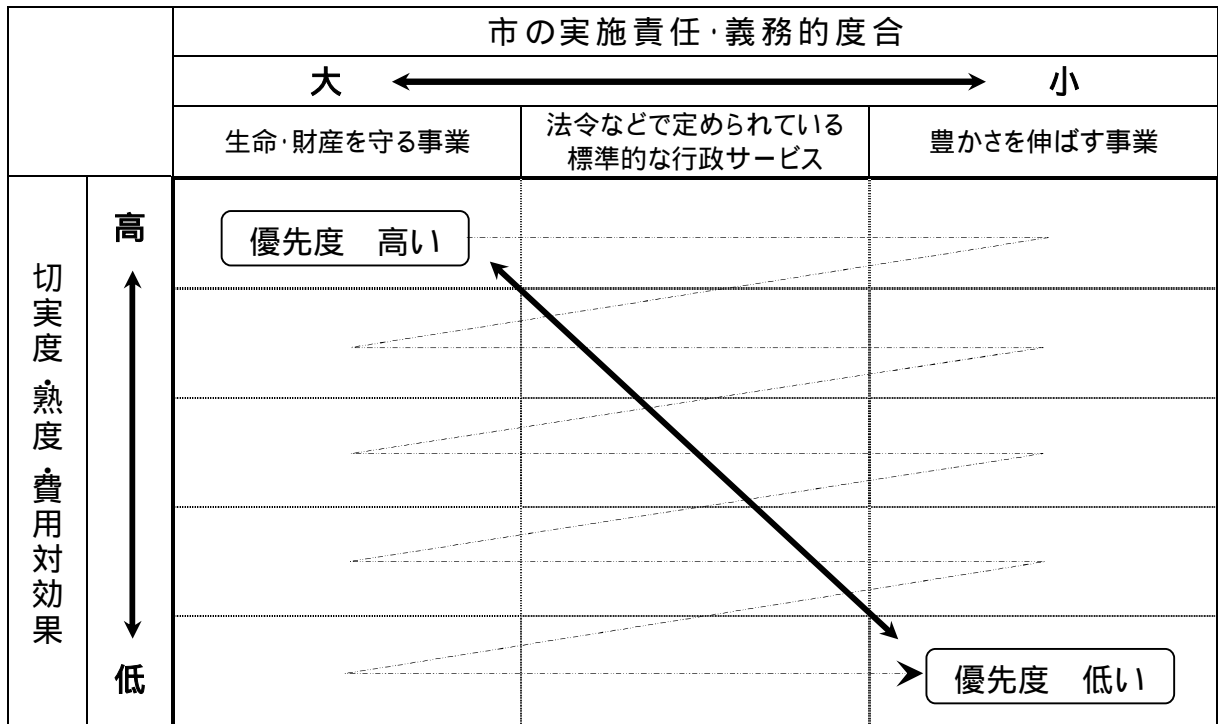 市の実施責任・義務的度合
大 小
生命・財産を守る事業
法令などで定められている
標準的な行政サービス
豊かさを伸ばす事業
切実度・熟度・費用対効果
高
低
優先度 高い
優先度 低い